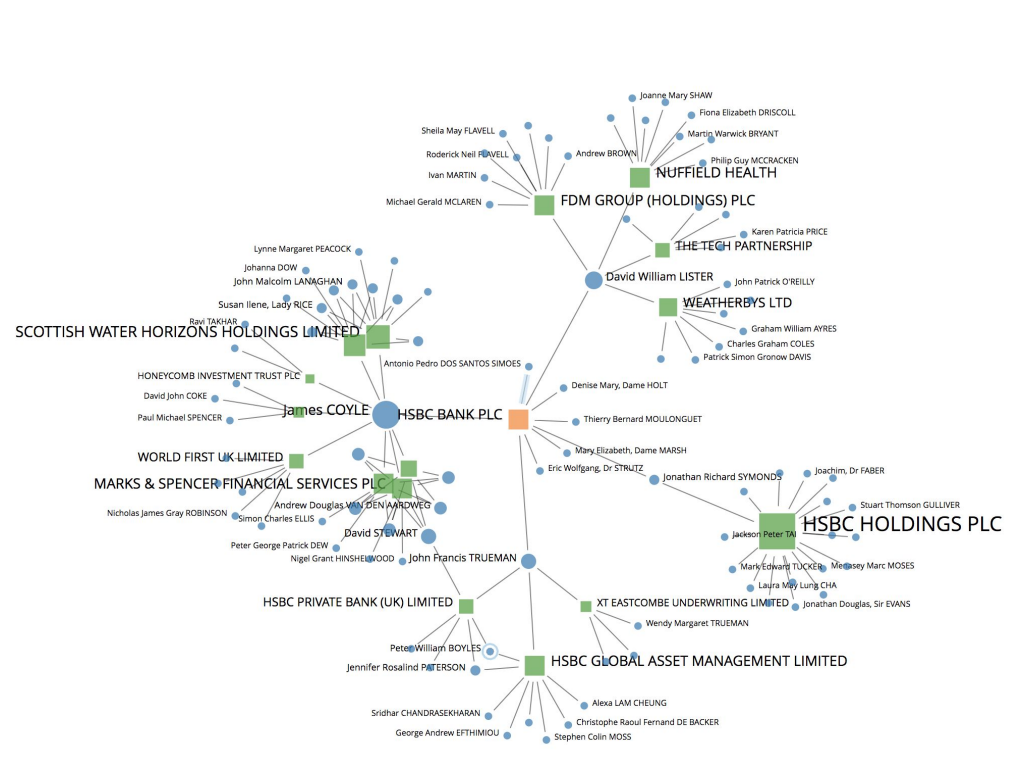 Joanne Mary SHAW
Fiona Elizabeth DRISCOLL
Sheila May FLAVELL
Martin Warwick BRYANT
Roderick Neil FLAVELL
Andrew BROWN
Philip Guy MCCRACKEN
NUFFIELD HEALTH
Ivan MARTIN
Michael Gerald MCLAREN
FDM GROUP (HOLDINGS) PLC
Karen Patricia PRICE
THE TECH PARTNERSHIP
Lynne Margaret PEACOCK
Johanna DOW
David William LISTER
John Malcolm LANAGHAN
John Patrick O'REILLY
Susan Ilene, Lady RICE
WEATHERBYS LTD
Ravi TAKHAR
SCOTTISH WATER HORIZONS HOLDINGS LIMITED
Graham William AYRES
Charles Graham COLES
Patrick Simon Gronow DAVIS
Antonio Pedro DOS SANTOS SIMOES
HONEYCOMB INVESTMENT TRUST PLC
Denise Mary, Dame HOLT
David John COKE
James COYLE
HSBC BANK PLC
Paul Michael SPENCER
Thierry Bernard MOULONGUET
Mary Elizabeth, Dame MARSH
WORLD FIRST UK LIMITED
Eric Wolfgang, Dr STRUTZ
Joachim, Dr FABER
Jonathan Richard SYMONDS
MARKS & SPENCER FINANCIAL SERVICES PLC
Andrew Douglas VAN DEN AARDWEG
Stuart Thomson GULLIVER
Nicholas James Gray ROBINSON
Simon Charles ELLIS
HSBC HOLDINGS PLC
David STEWART
Jackson Peter TAI
Peter George Patrick DEW
Nigel Grant HINSHELWOOD
John Francis TRUEMAN
Mark Edward TUCKER
Menasey Marc MOSES
Laura May Lung CHA
HSBC PRIVATE BANK (UK) LIMITED
XT EASTCOMBE UNDERWRITING LIMITED
Jonathan Douglas, Sir EVANS
Wendy Margaret TRUEMAN
Peter William BOYLES
HSBC GLOBAL ASSET MANAGEMENT LIMITED
Jennifer Rosalind PATERSON
Alexa LAM CHEUNG
Sridhar CHANDRASEKHARAN
Christophe Raoul Fernand DE BACKER
George Andrew EFTHIMIOU
Stephen Colin MOSS